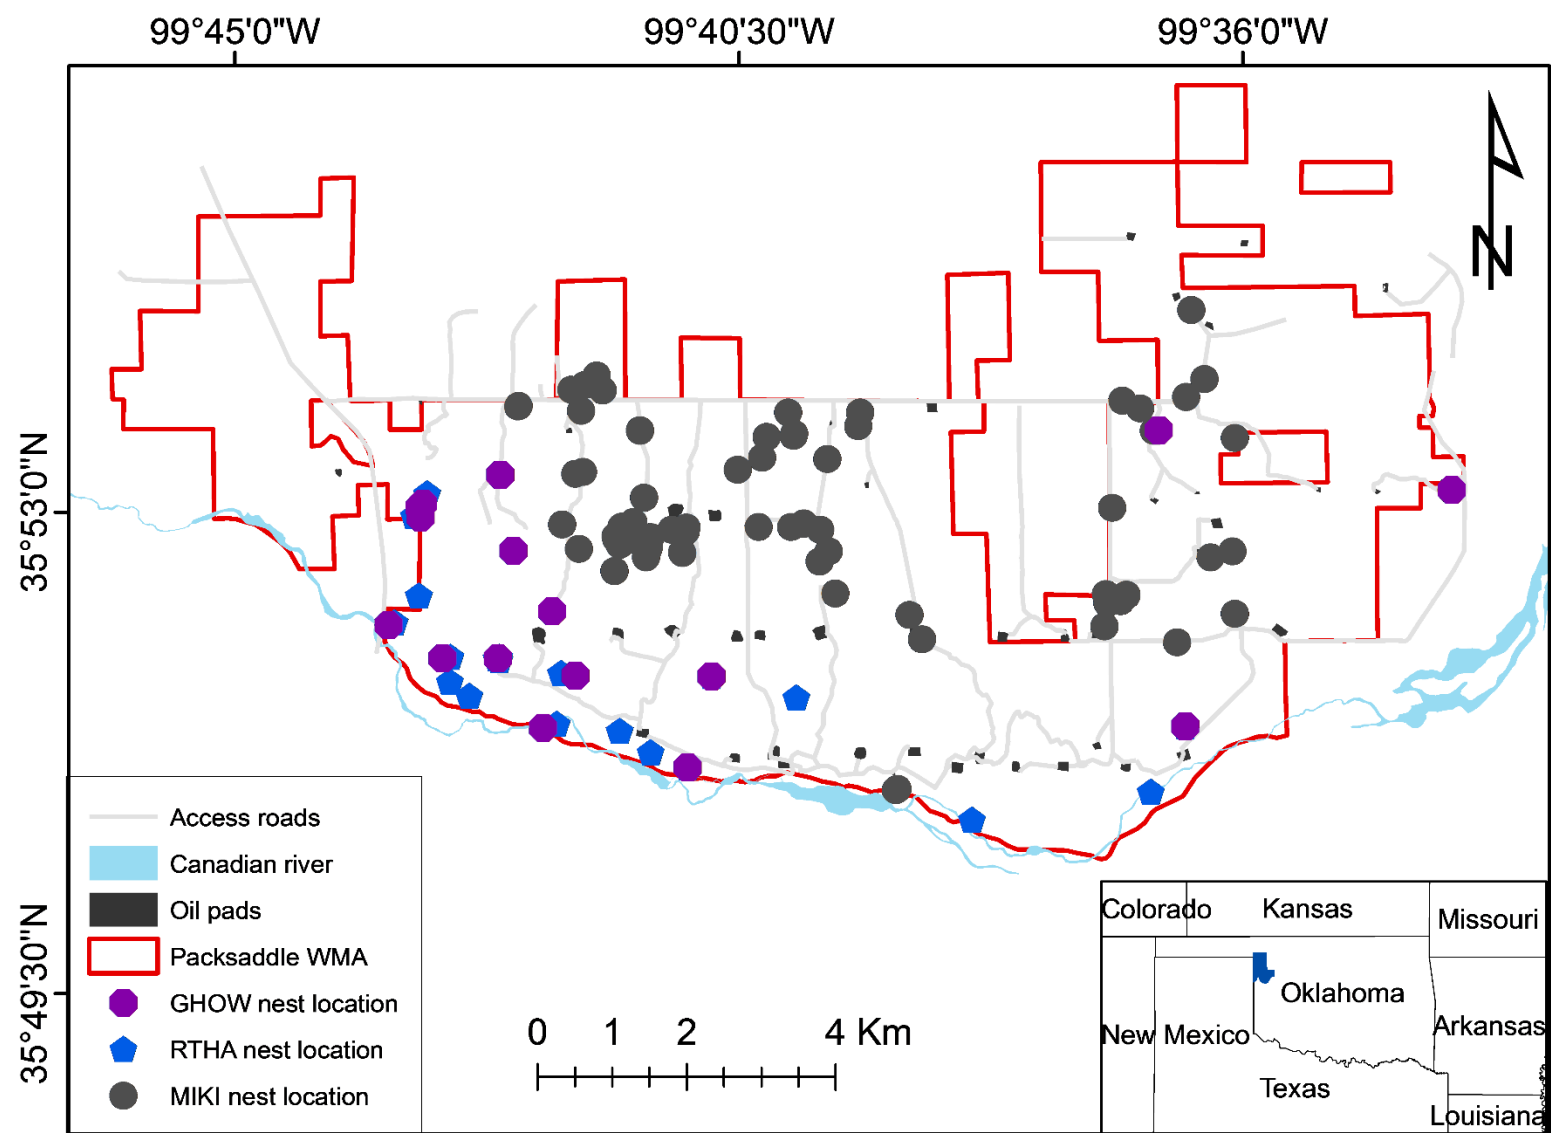 99°45'0"W 99°40'30"W 99°36'0"W
N
35°53'0"N
35°49'30"N
Access roads
Canadian river
Oil pads
Packsaddle WMA
GHOW nest location
RTHA nest location
MIKI nest location
0 1 2 4 Km
Colorado Kansas Missouri
Oklahoma
New Mexico Arkansas
Texas
Louisiana